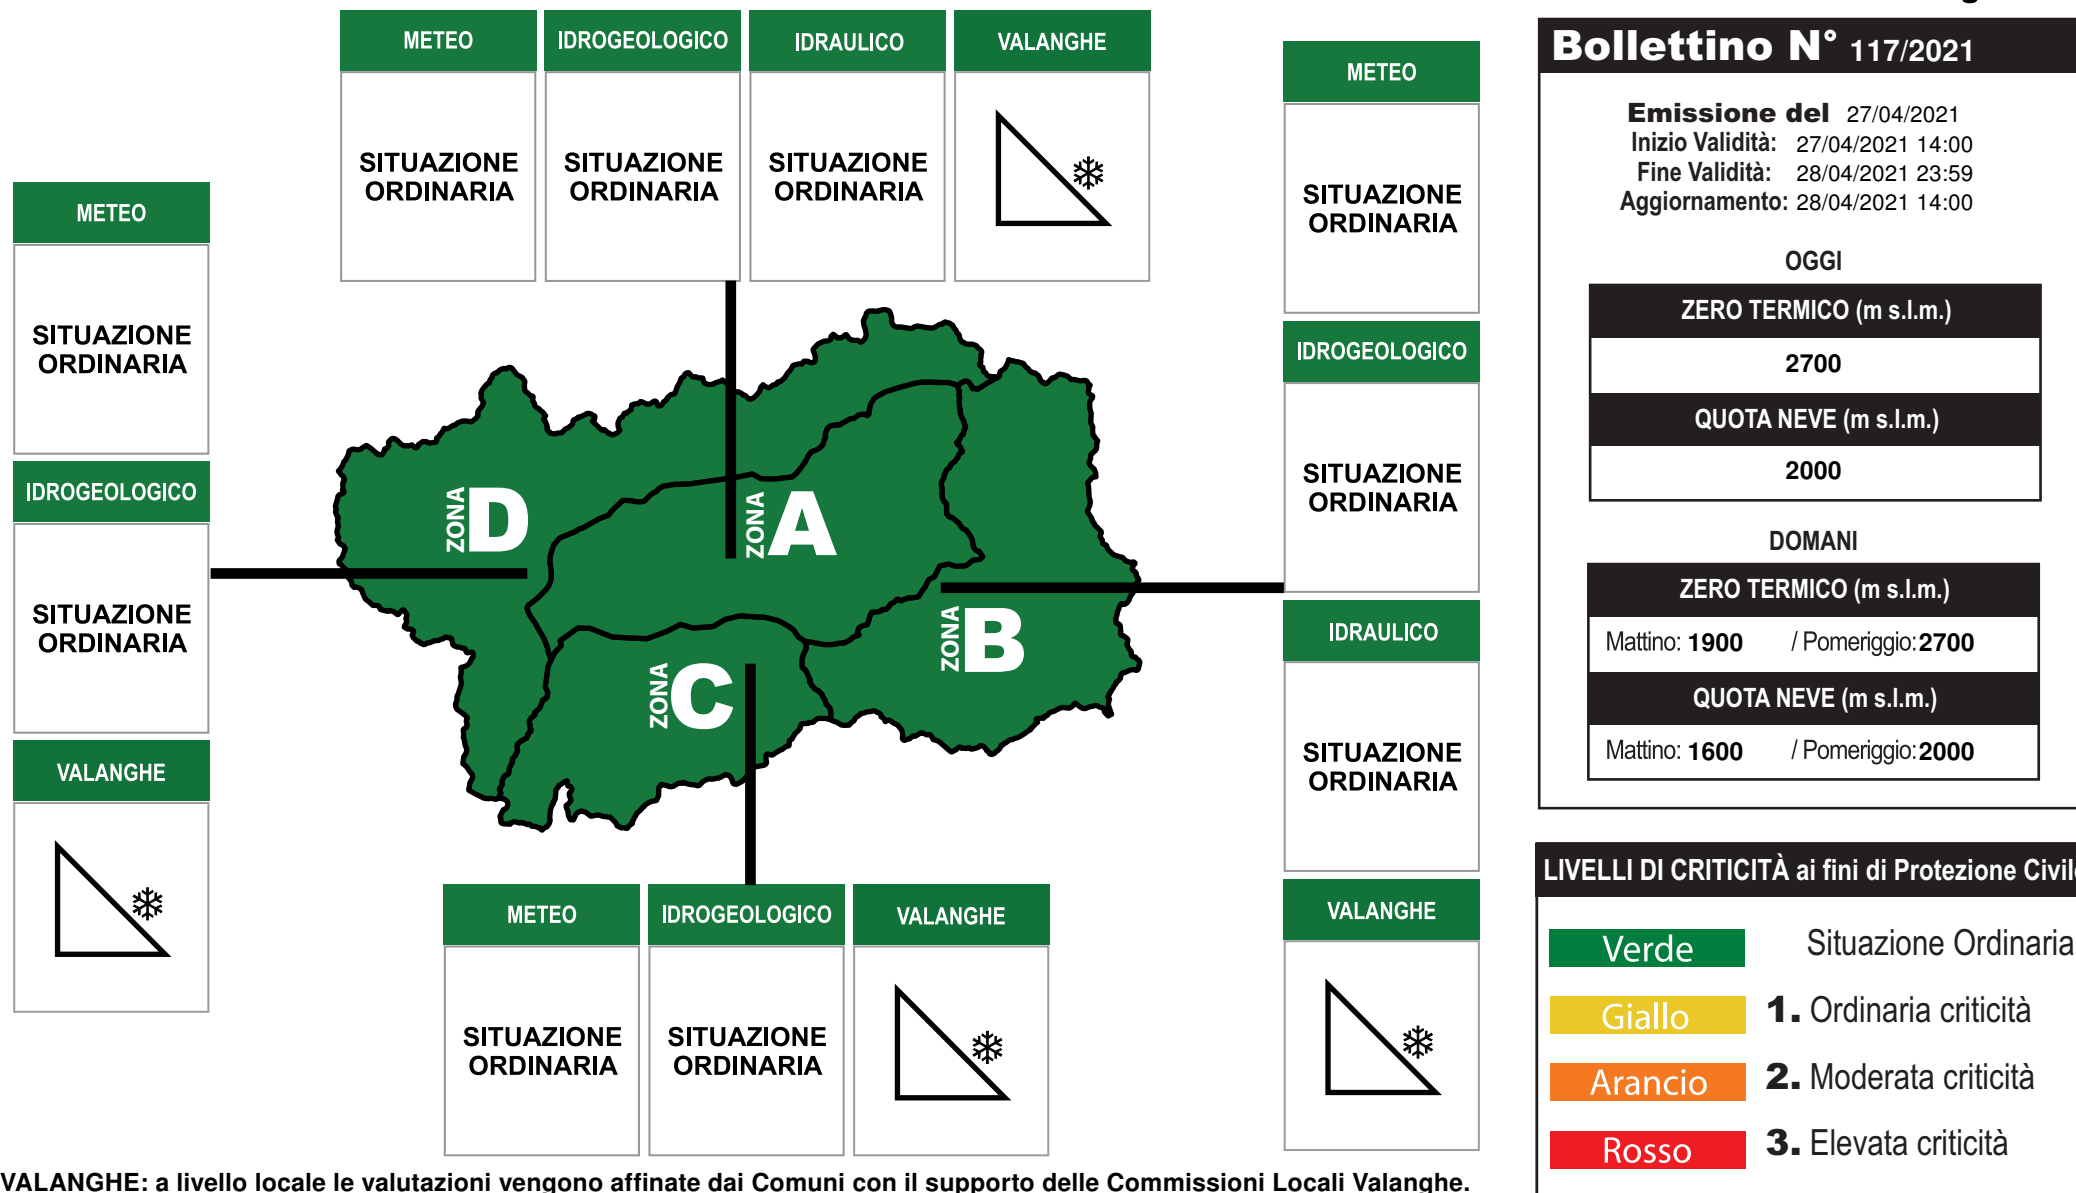 METEO
IDROGEOLOGICO
IDRAULICO
VALANGHE
SITUAZIONE
ORDINARIA
SITUAZIONE
ORDINARIA
SITUAZIONE
ORDINARIA
METEO
SITUAZIONE
ORDINARIA
IDROGEOLOGICO
SITUAZIONE
ORDINARIA
VALANGHE
METEO
SITUAZIONE
ORDINARIA
IDROGEOLOGICO
SITUAZIONE
ORDINARIA
IDRAULICO
SITUAZIONE
ORDINARIA
VALANGHE
ZONA D
ZONA A
ZONA B
ZONA C
METEO
IDROGEOLOGICO
VALANGHE
SITUAZIONE
ORDINARIA
SITUAZIONE
ORDINARIA
VALANGHE: a livello locale le valutazioni vengono affinate dai Comuni con il supporto delle Commissioni Locali Valanghe.
Bollettino N° 117/2021
Emissione del 27/04/2021
Inizio Validità: 27/04/2021 14:00
Fine Validità: 28/04/2021 23:59
Aggiornamento: 28/04/2021 14:00
OGGI
ZERO TERMICO (m s.l.m.)
2700
QUOTA NEVE (m s.l.m.)
2000
DOMANI
ZERO TERMICO (m s.l.m.)
Mattino: 1900 / Pomeriggio: 2700
QUOTA NEVE (m s.l.m.)
Mattino: 1600 / Pomeriggio: 2000
LIVELLI DI CRITICITÀ ai fini di Protezione Civile
Verde Situazione Ordinaria
Giallo 1. Ordinaria criticità
Arancio 2. Moderata criticità
Rosso 3. Elevata criticità